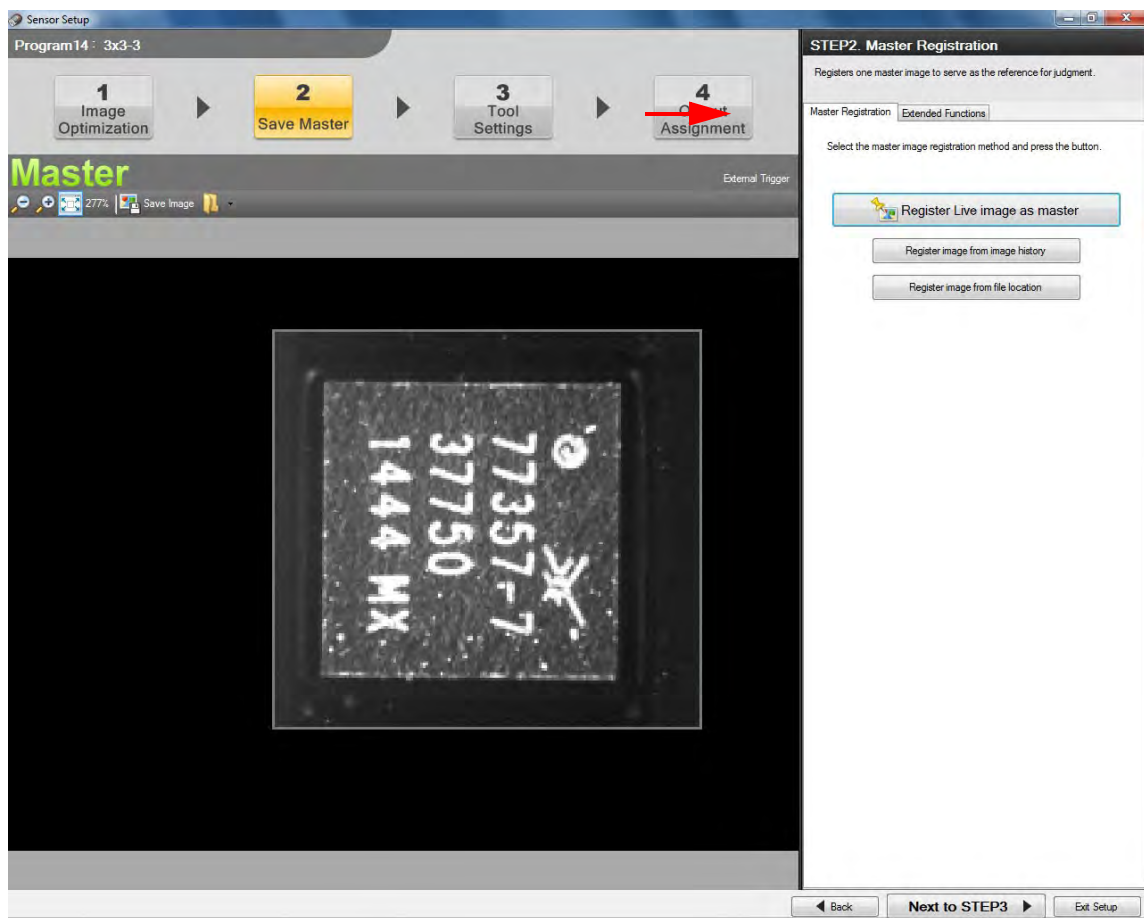 Sensor Setup
Program14 : 3x3-3
1
Image
Optimization
2
Save Master
3
Tool
Settings
4
Assignment
Master
External Trigger
277%
Save Image
STEP2. Master Registration
Registers one master image to serve as the reference for judgment.
Master Registration
Extended Functions
Select the master image registration method and press the button.
Register Live image as master
Register image from image history
Register image from file location
77357-7
37750
1444 MX
Back
Next to STEP3
Exit Setup